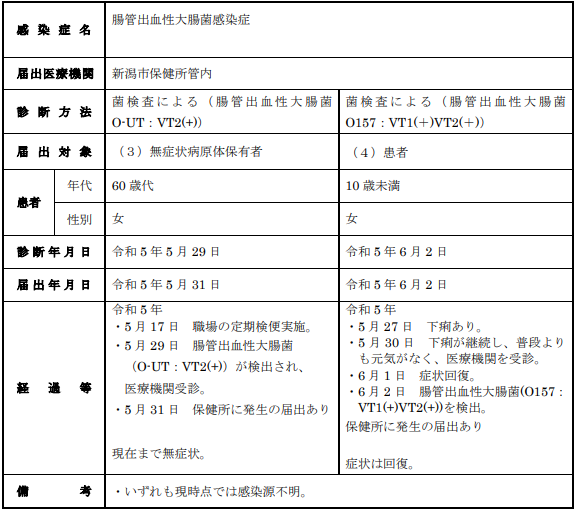 感染症名
腸管出血性大腸菌感染症
届出医療機関
新潟市保健所管内
診断方法
菌検査による（腸管出血性大腸菌
O-UT：VT2(+)）
菌検査による（腸管出血性大腸菌
O157：VT1(＋)VT2(＋)）
届出対象
（３）無症状病原体保有者
（４）患者
患者
年代
60 歳代
10 歳未満
性別
女
女
診断年月日
令和 5 年 5 月 29 日
令和 5 年 6 月 2 日
届出年月日
令和 5 年 5 月 31 日
令和 5 年 6 月 2 日
経過等
令和 5 年
・5 月 17 日　職場の定期検便実施。
・5 月 29 日　腸管出血性大腸菌
（O-UT：VT2(+)）が検出され、
医療機関受診。
・5 月 31 日　保健所に発生の届出あり
現在まで無症状。
令和 5 年
・5 月 27 日　下痢あり。
・5 月 30 日　下痢が継続し、普段より
も元気がなく、医療機関を受診。
・6 月 1 日　症状回復。
・6 月 2 日　腸管出血性大腸菌(O157：
VT1(+)VT2(+))を検出。
保健所に発生の届出あり
症状は回復。
備考
・いずれも現時点では感染源不明。